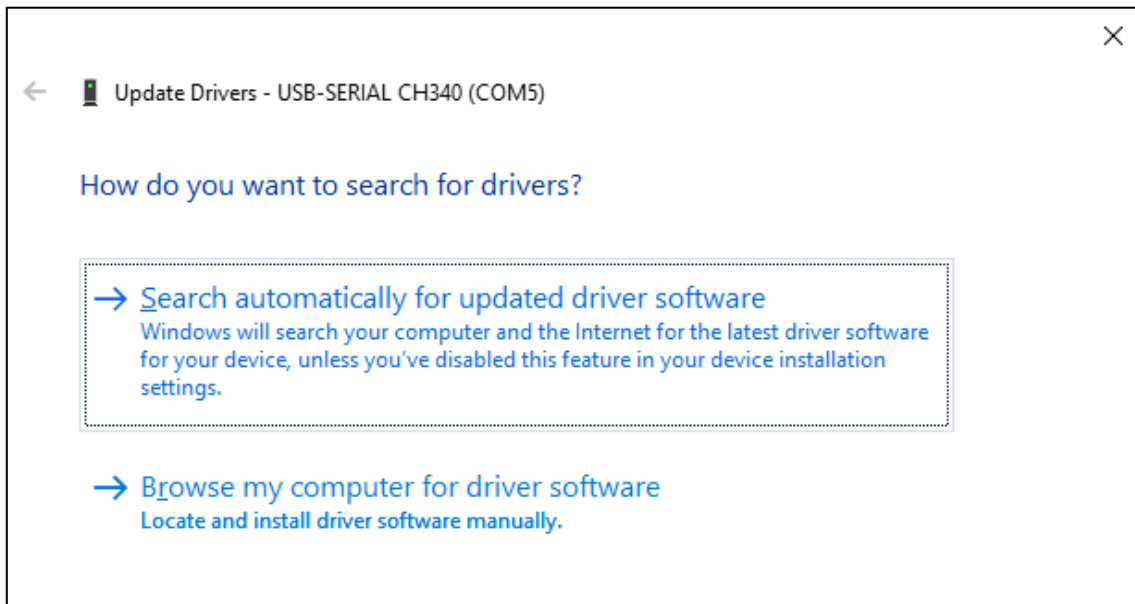 Update Drivers - USB-SERIAL CH340 (COM5)
How do you want to search for drivers?
Search automatically for updated driver software
Windows will search your computer and the Internet for the latest driver software
for your device, unless you've disabled this feature in your device installation
settings.
Browse my computer for driver software
Locate and install driver software manually.